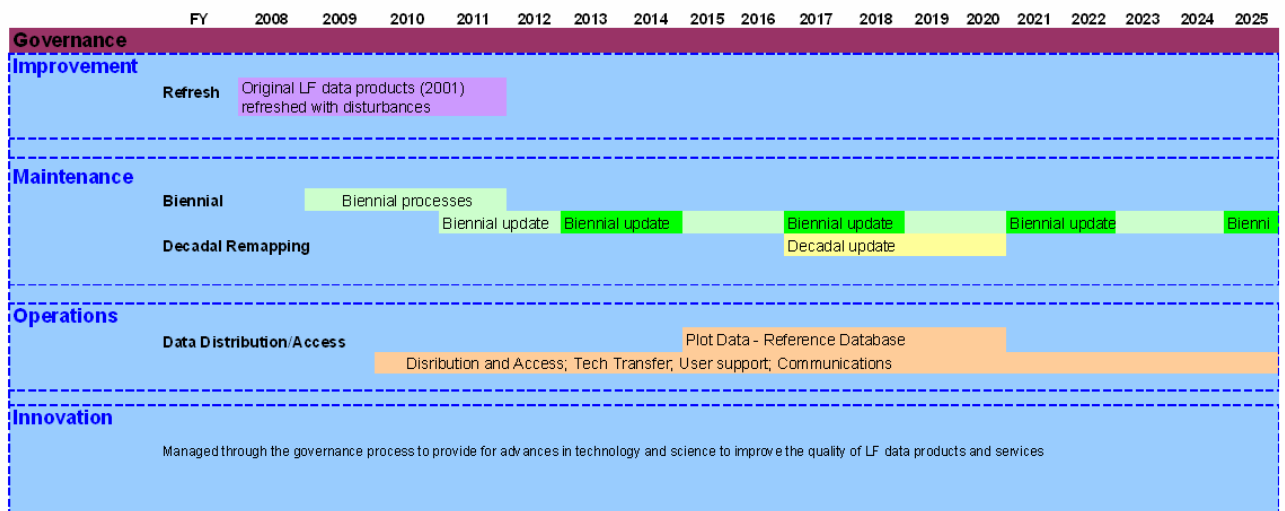 FY 2008 2009 2010 2011 2012 2013 2014 2015 2016 2017 2018 2019 2020 2021 2022 2023 2024 2025
Governance
Improvement
Refresh
Original LF data products (2001)
refreshed with disturbances
Maintenance
Biennial
Biennial processes
Biennial update Biennial update Biennial update Biennial update Bienni
Decadal Remapping
Decadal update
Operations
Data Distribution/Access
Plot Data - Reference Database
Disribution and Access; Tech Transfer; User support; Communications
Innovation
Managed through the governance process to provide for advances in technology and science to improve the quality of LF data products and services